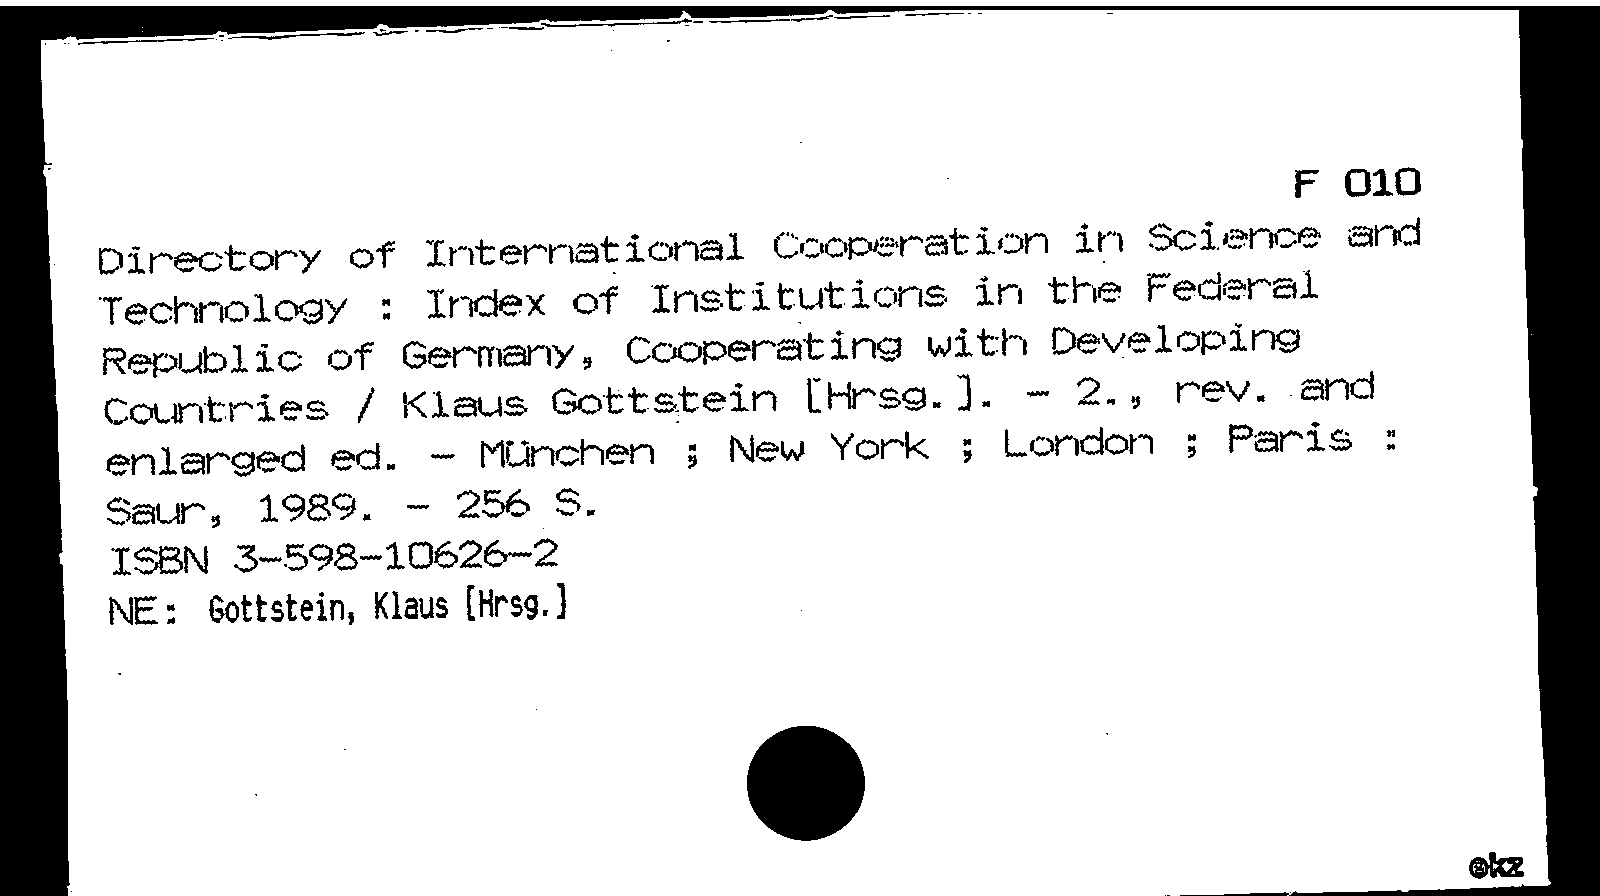 F 010
Directory of International Cooperation in Science and
Technology : Index of Institutions in the Federal
Republic of Germany, Cooperating with Developing
Countries / Klaus Gottstein [Hrsg.]. - 2., rev. and
enlarged ed. - München ; New York ; London ; Paris :
Saur, 1989. - 256 S.
ISBN 3-598-10626-2
NE: Gottstein, Klaus [Hrsg.]
ekz